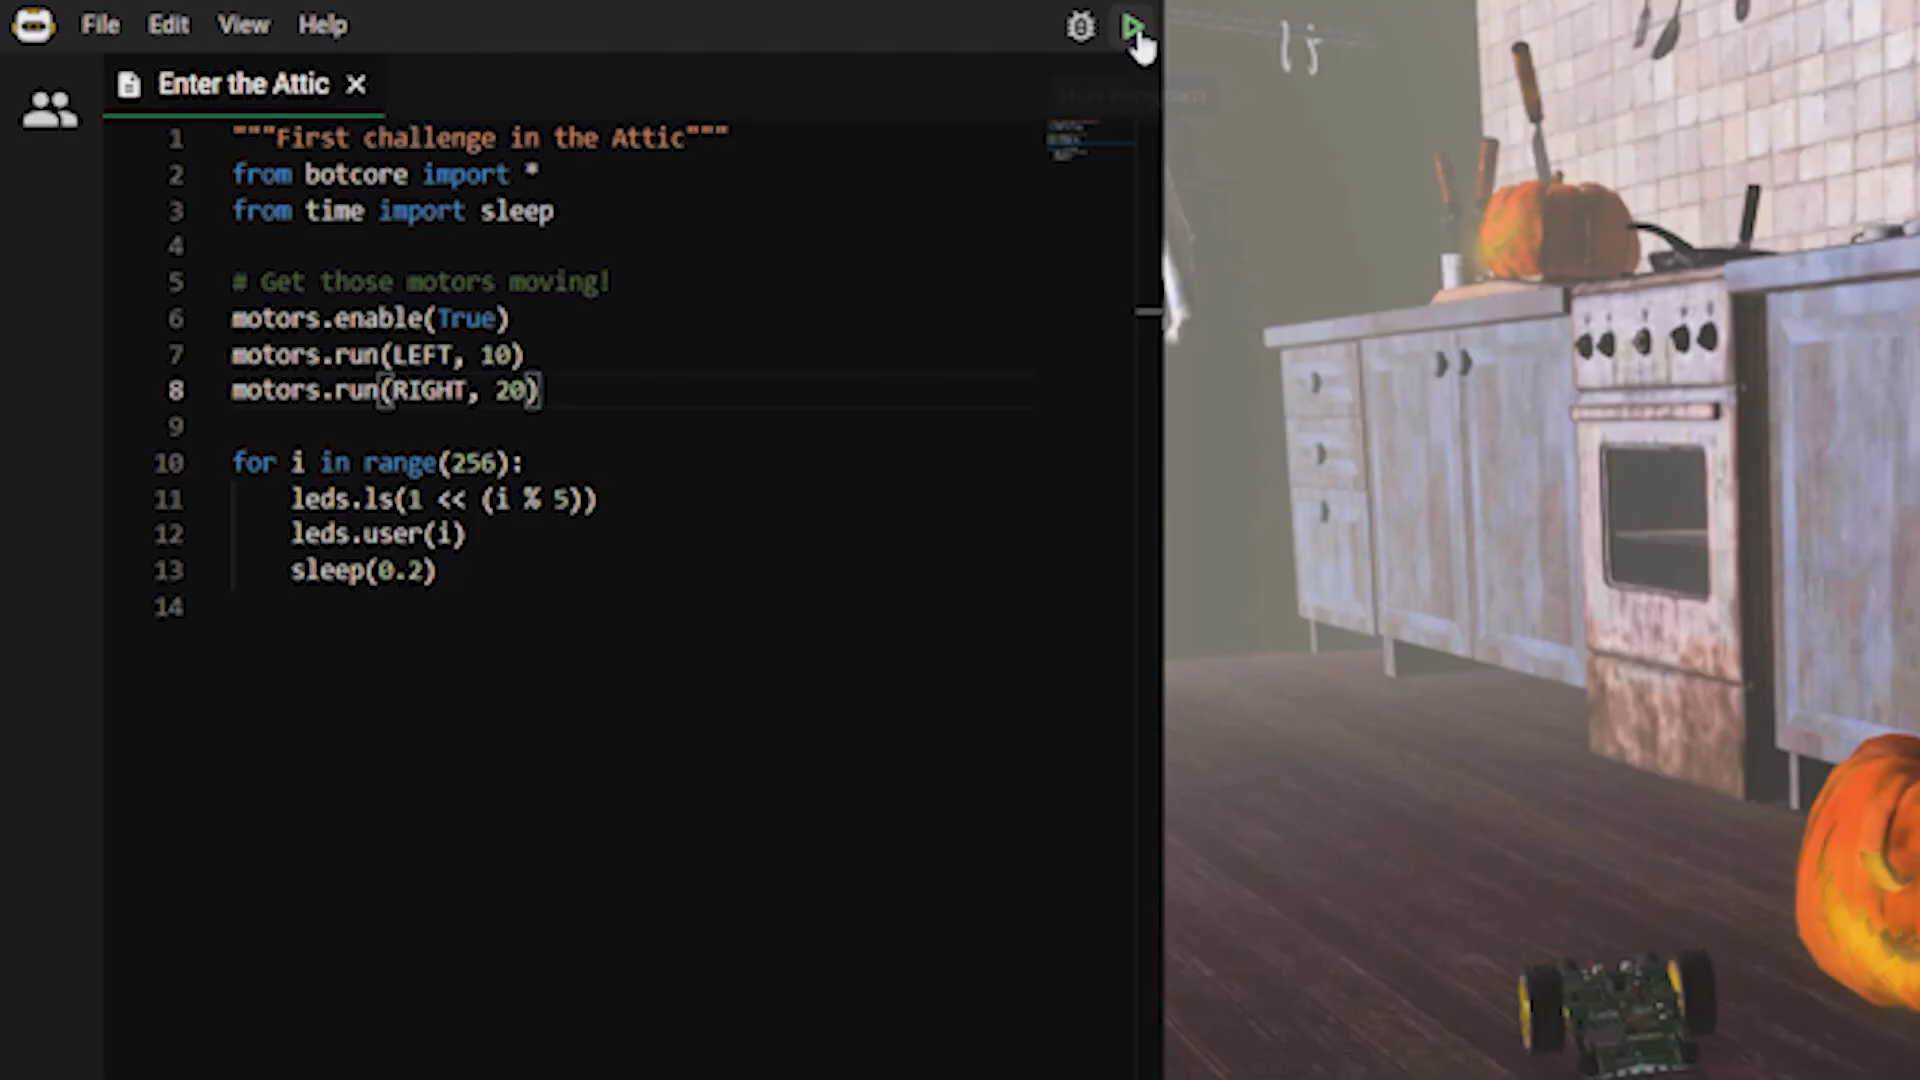 File Edit View Help
Enter the Attic
1 """First challenge in the Attic"""
2 from botcore import *
3 from time import sleep
4
5 # Get those motors moving!
6 motors.enable(True)
7 motors.run(LEFT, 10)
8 motors.run(RIGHT, 20)
9
10 for i in range(256):
11 leds.ls(1 << (i % 5))
12 leds.user(i)
13 sleep(0.2)
14